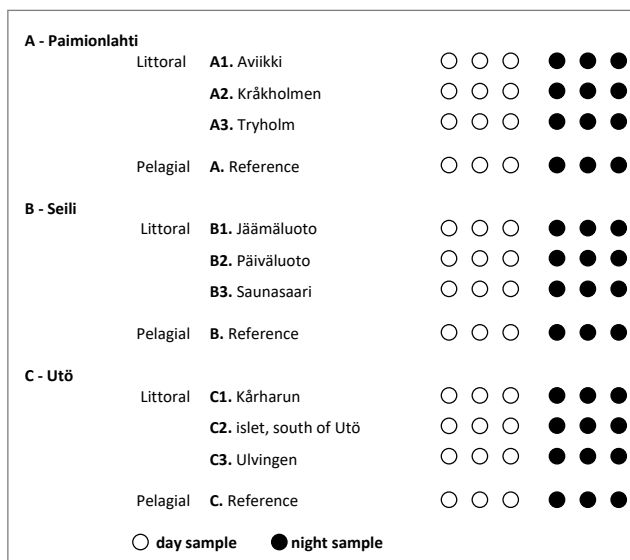 A - Paimionlahti
Littoral A1. Aviikki
A2. Kråkholmen
A3. Tryholm
Pelagial A. Reference
B - Seili
Littoral B1. Jäämäluoto
B2. Päiväluoto
B3. Saunasaari
Pelagial B. Reference
C - Utö
Littoral C1. Kårharun
C2. islet, south of Utö
C3. Ulvingen
Pelagial C. Reference
day sample night sample